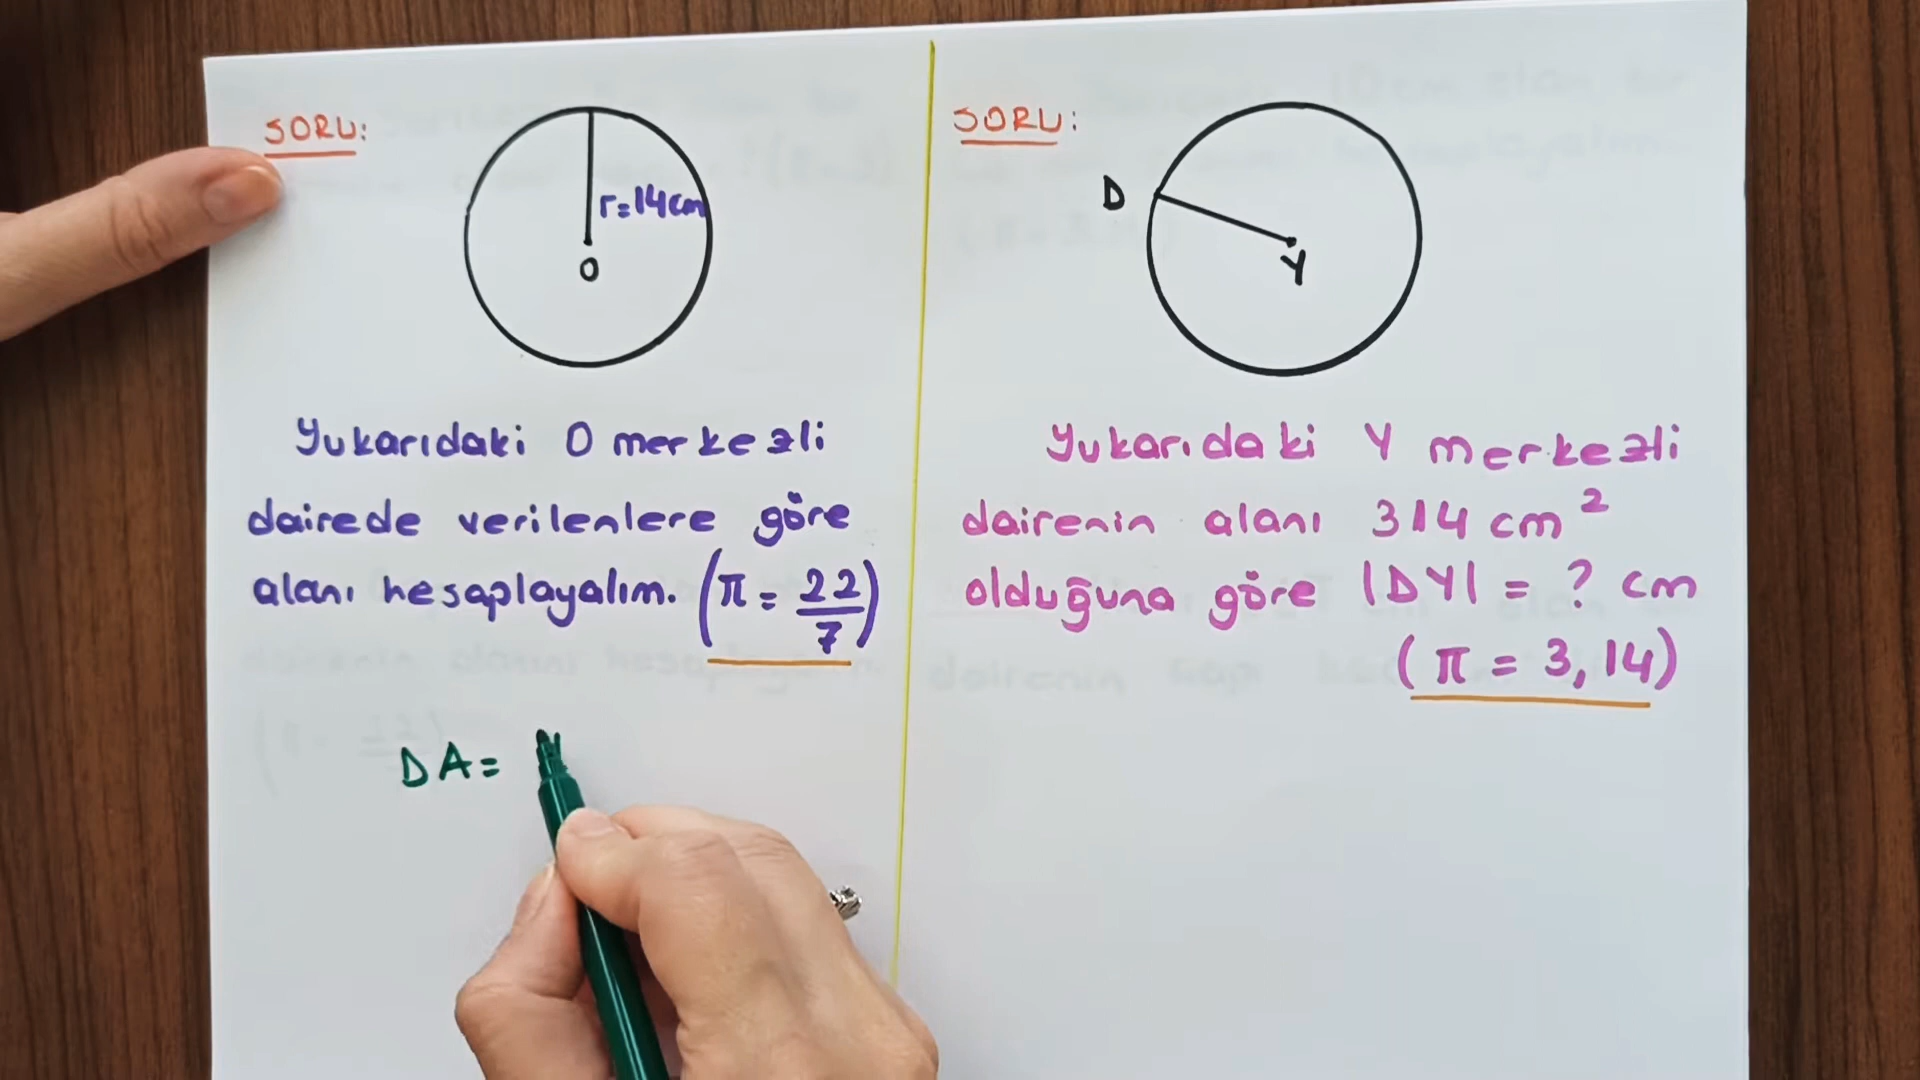 SORU:
r=14cm
O
Yukarıdaki O merkezli
dairede verilenlere göre
alanı hesaplayalım. (π = 22/7)
DA=
SORU:
D
Y
Yukarıdaki Y merkezli
dairenin alanı 314 cm²
olduğuna göre |DY| = ? cm
(π = 3,14)